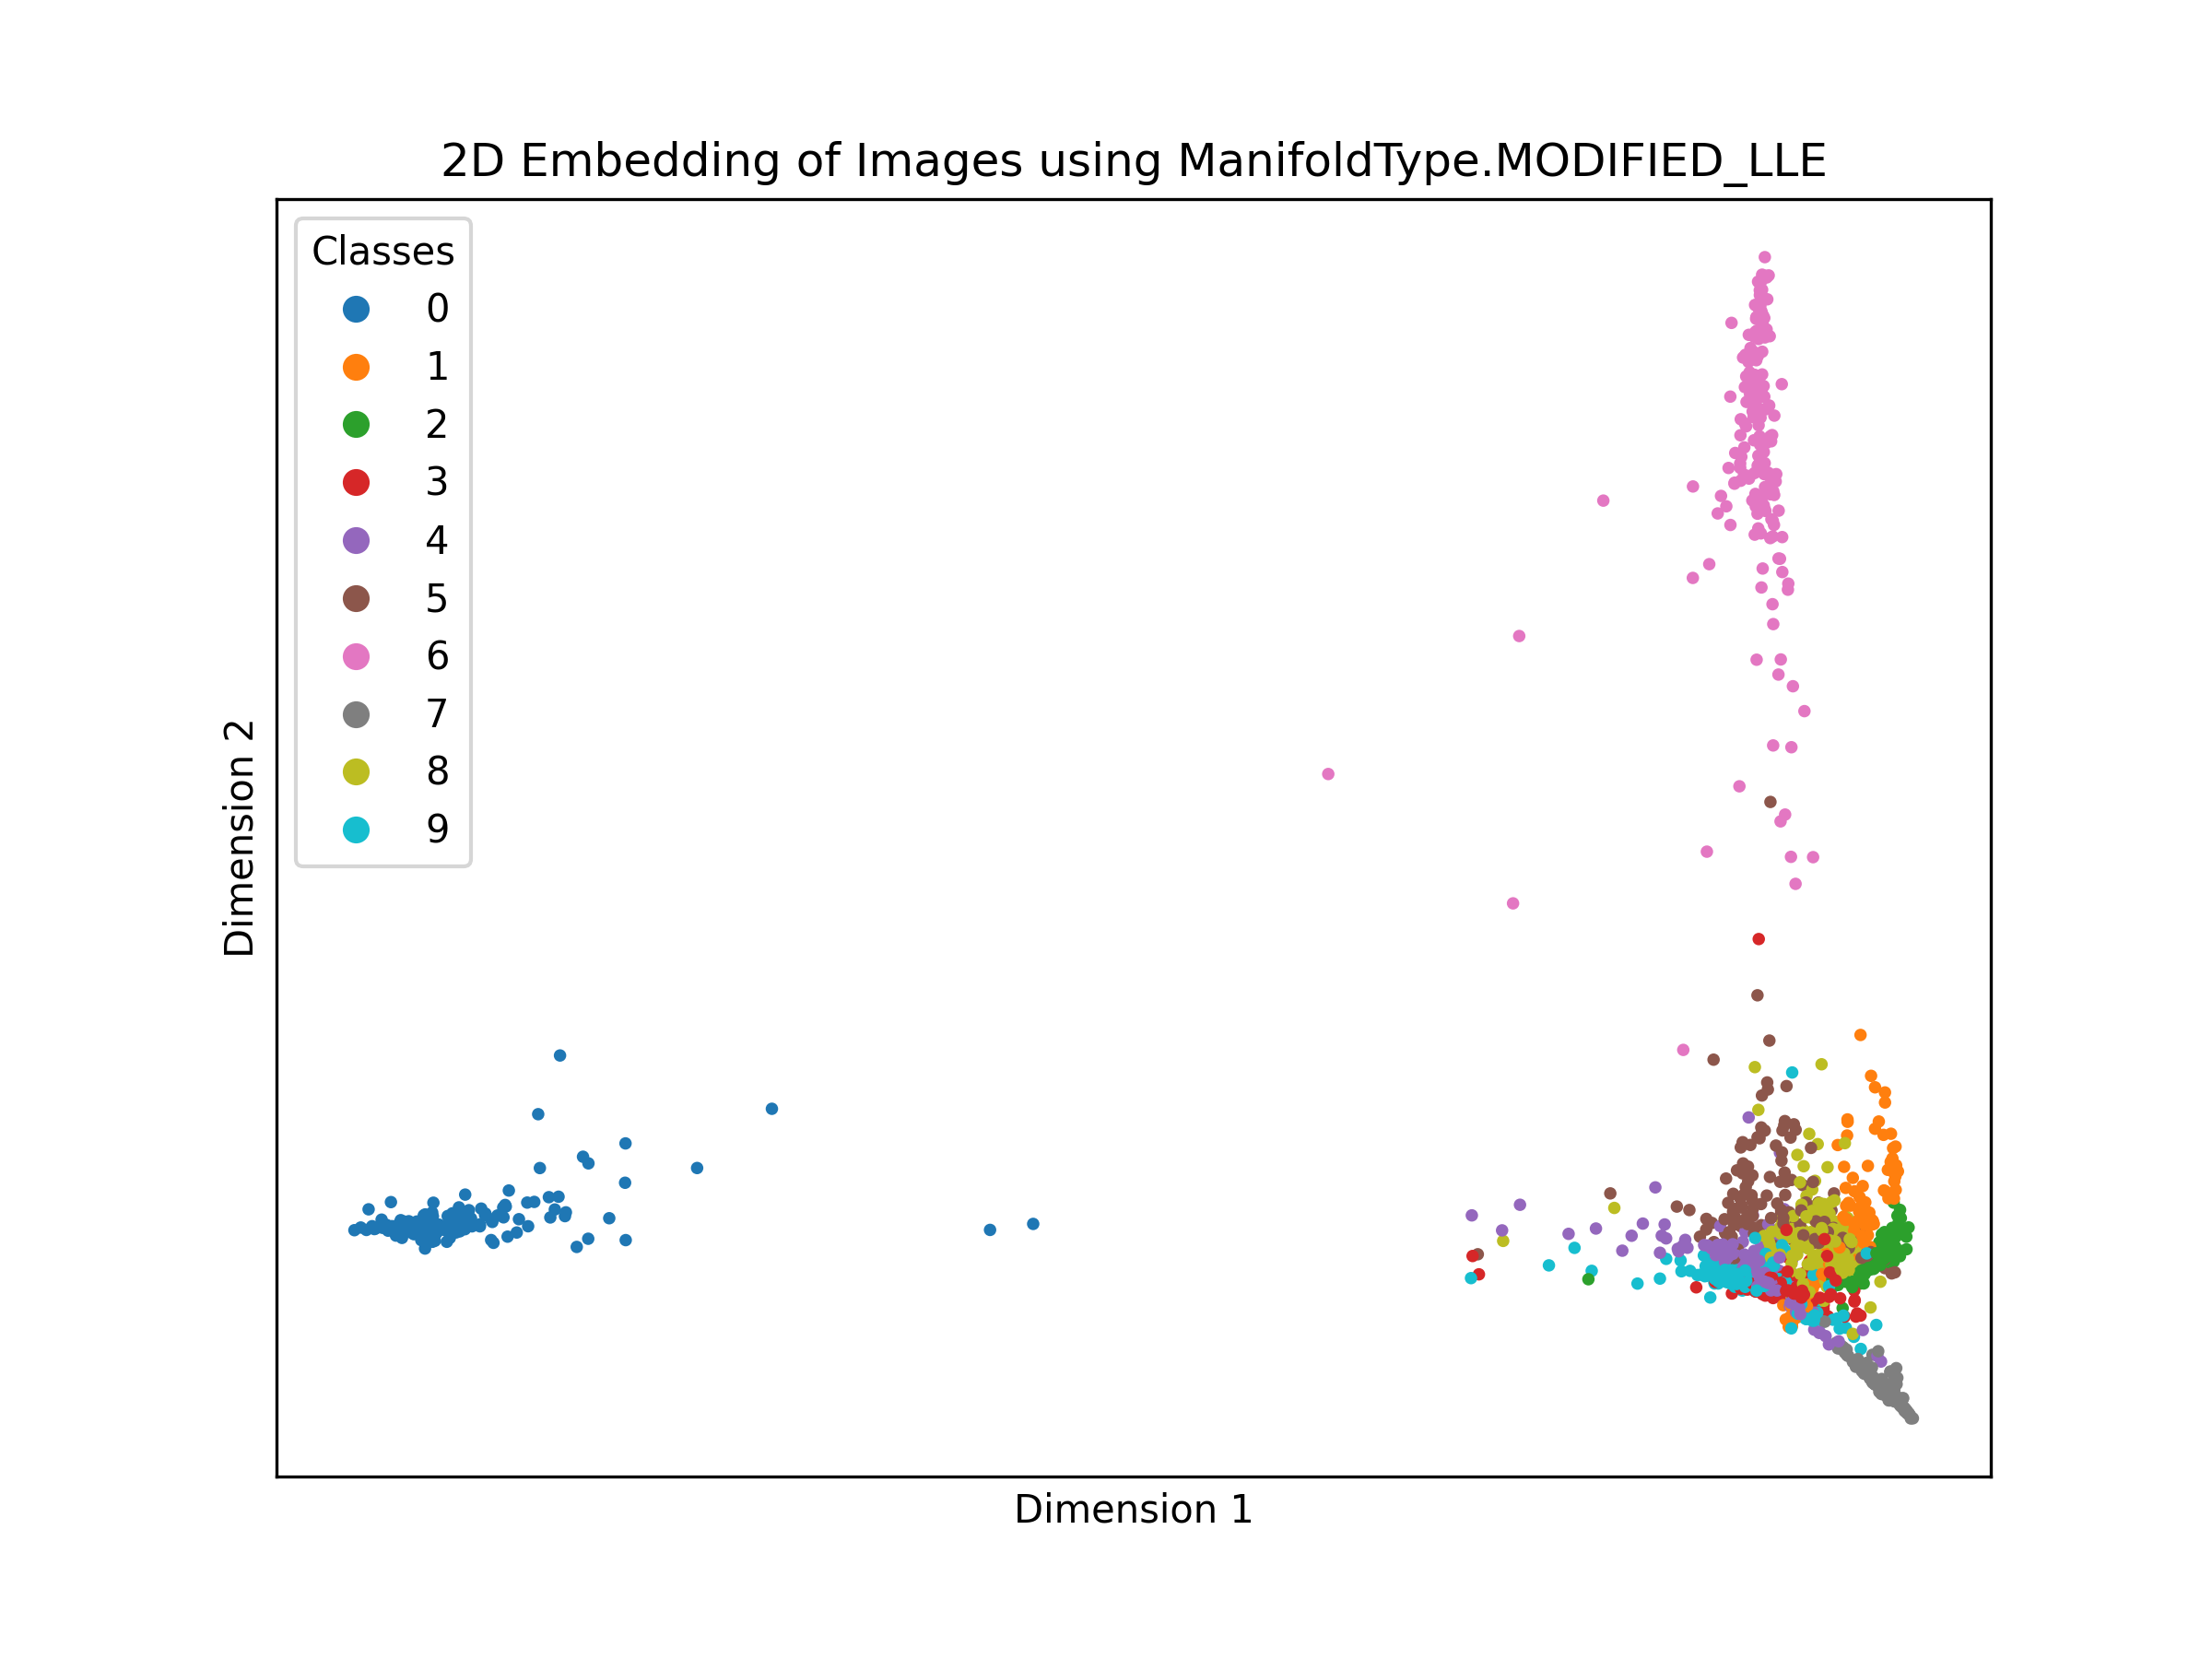 2D Embedding of Images using ManifoldType.MODIFIED_LLE
Classes
0
1
2
3
4
5
6
7
8
9
Dimension 2
Dimension 1